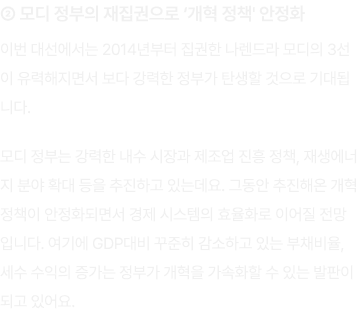 ③ 모디 정부의 재집권으로 '개혁 정책' 안정화
이번 대선에서는 2014년부터 집권한 나렌드라 모디의 3선
이 유력해지면서 보다 강력한 정부가 탄생할 것으로 기대됩
니다.
모디 정부는 강력한 내수 시장과 제조업 진흥 정책, 재생에너
지 분야 확대 등을 추진하고 있는데요. 그동안 추진해온 개혁
정책이 안정화되면서 경제 시스템의 효율화로 이어질 전망
입니다. 여기에 GDP대비 꾸준히 감소하고 있는 부채비율,
세수 수익의 증가는 정부가 개혁을 가속화할 수 있는 발판이
되고 있어요.